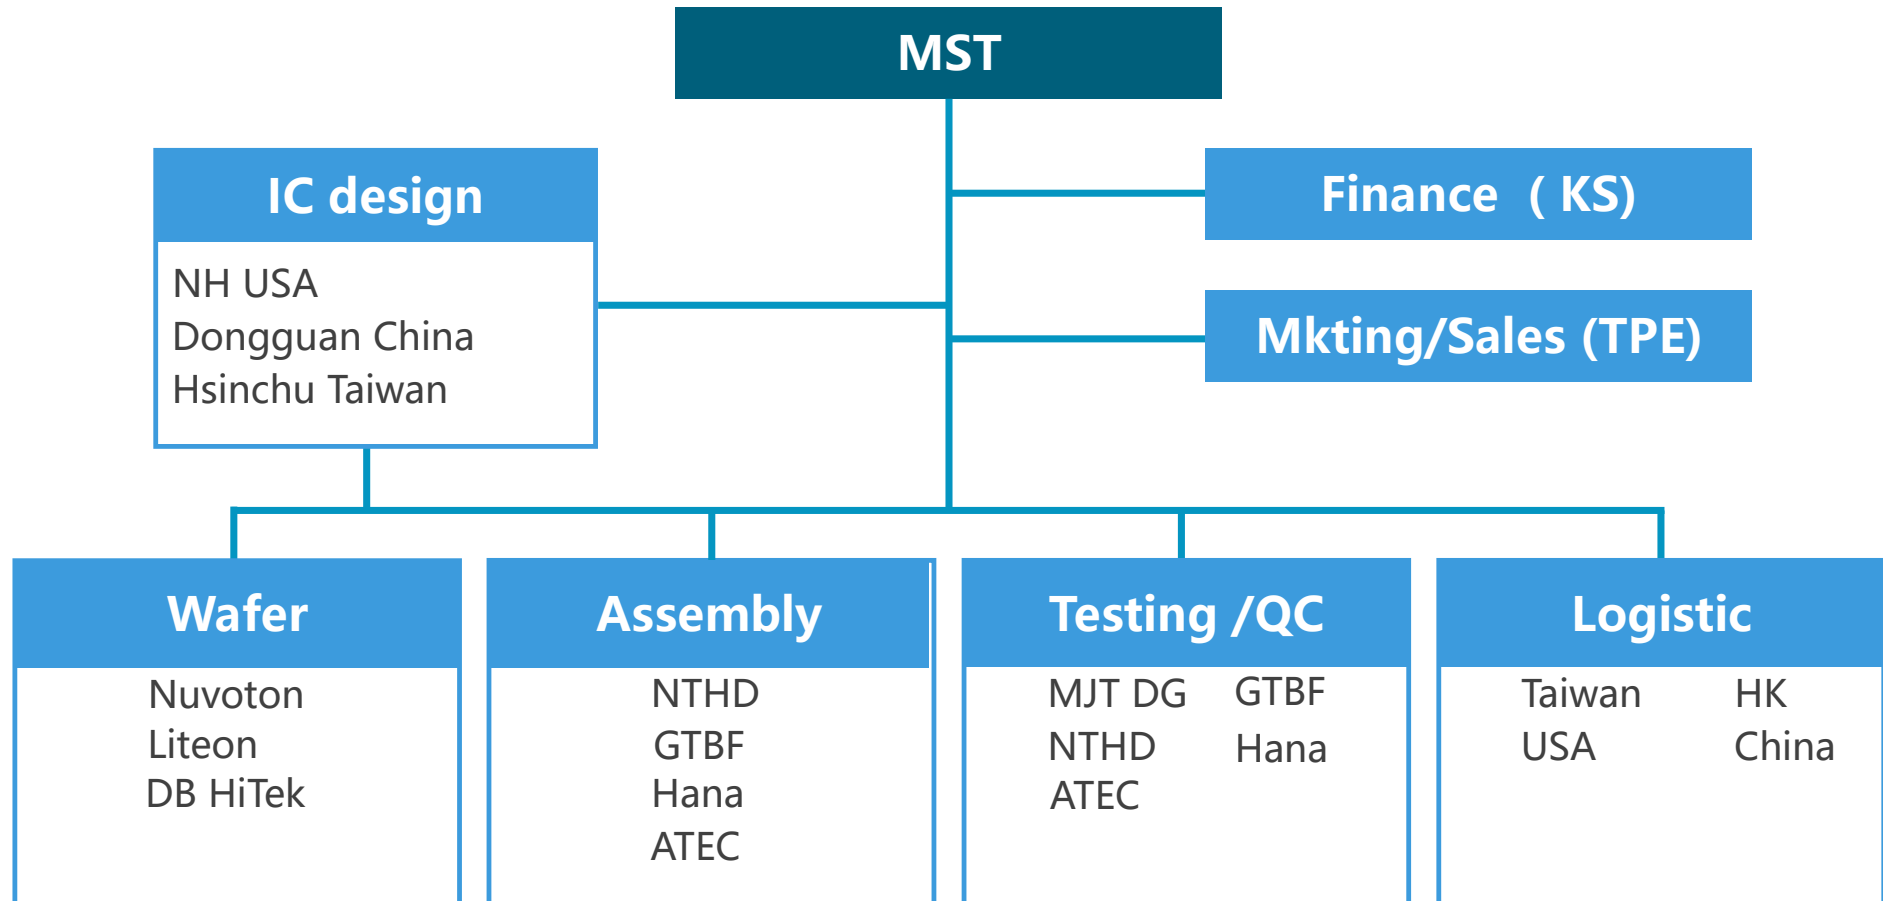 MST
IC design
NH USA
Dongguan China
Hsinchu Taiwan
Finance ( KS)
Mkting/Sales (TPE)
Wafer
Nuvoton
Liteon
DB HiTek
Assembly
NTHD
GTBF
Hana
ATEC
Testing /QC
MJT DG GTBF
NTHD Hana
ATEC
Logistic
Taiwan HK
USA China